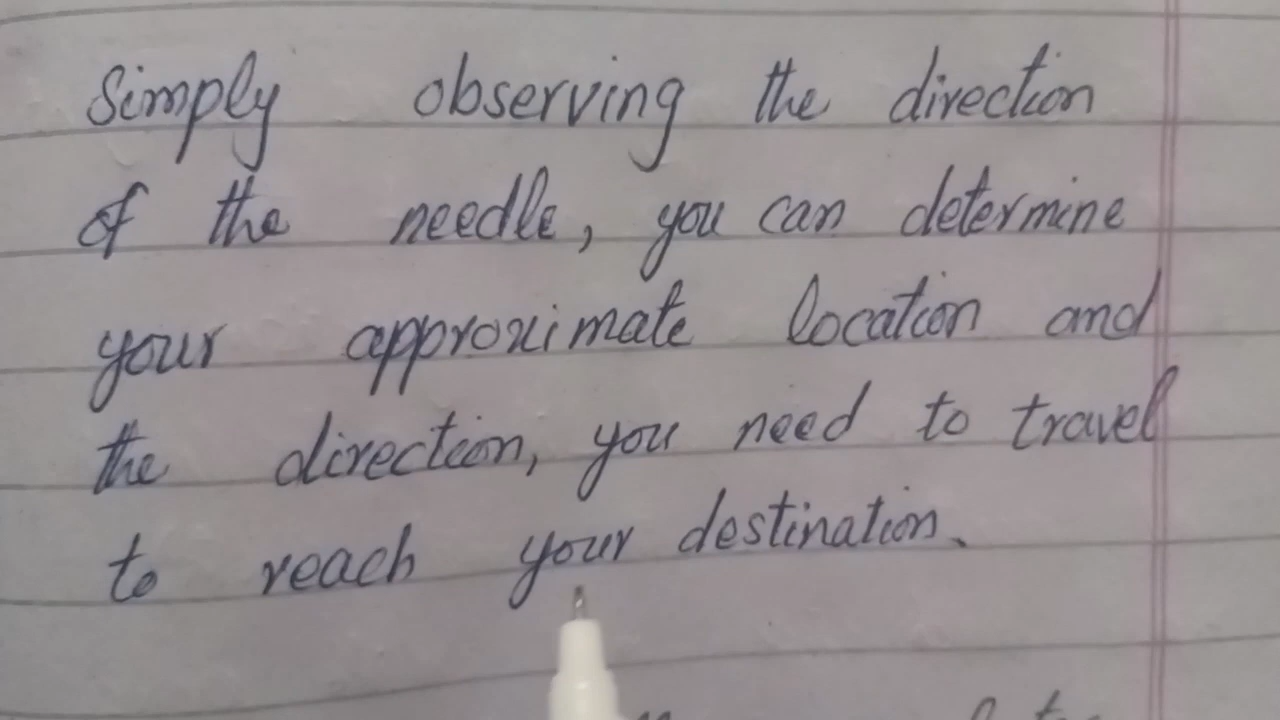 Simply observing the direction
of the needle, you can determine
your approximate location and
the direction, you need to travel
to reach your destination.